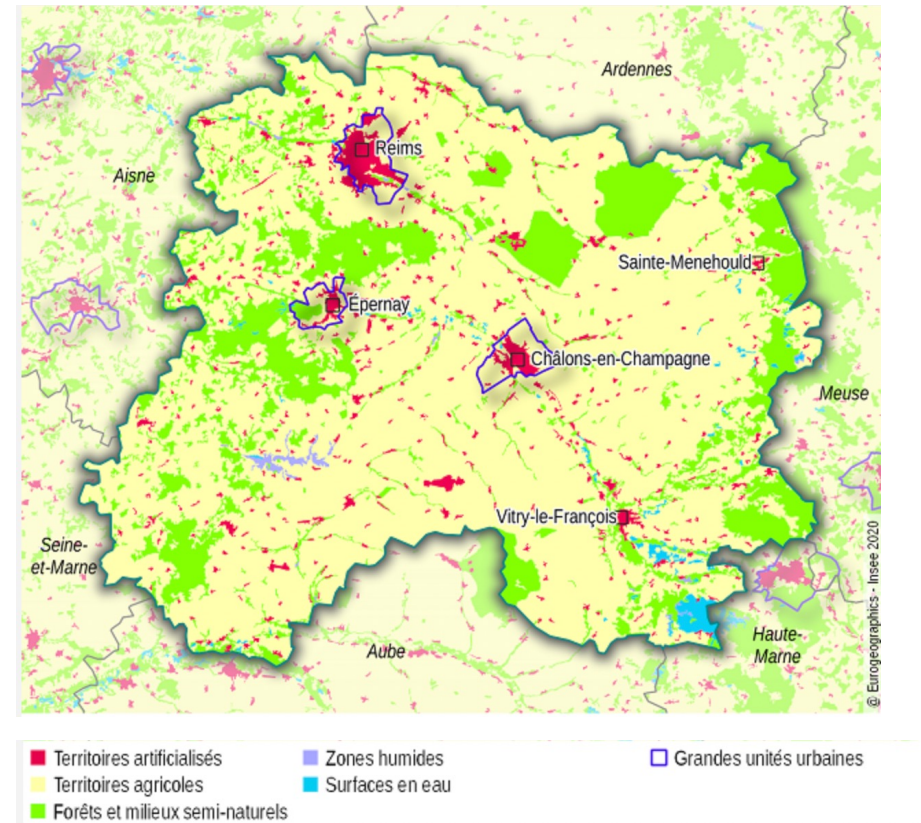 Ardennes
Reims
Aisne
Sainte-Menehould
Épernay
Châlons-en-Champagne
Meuse
Vitry-le-François
Seine-
et-Marne
Haute-
Marne
Aube
@ Eurogeographics - Insee 2020
Territoires artificialisés
Zones humides
Grandes unités urbaines
Territoires agricoles
Surfaces en eau
Forêts et milieux semi-naturels